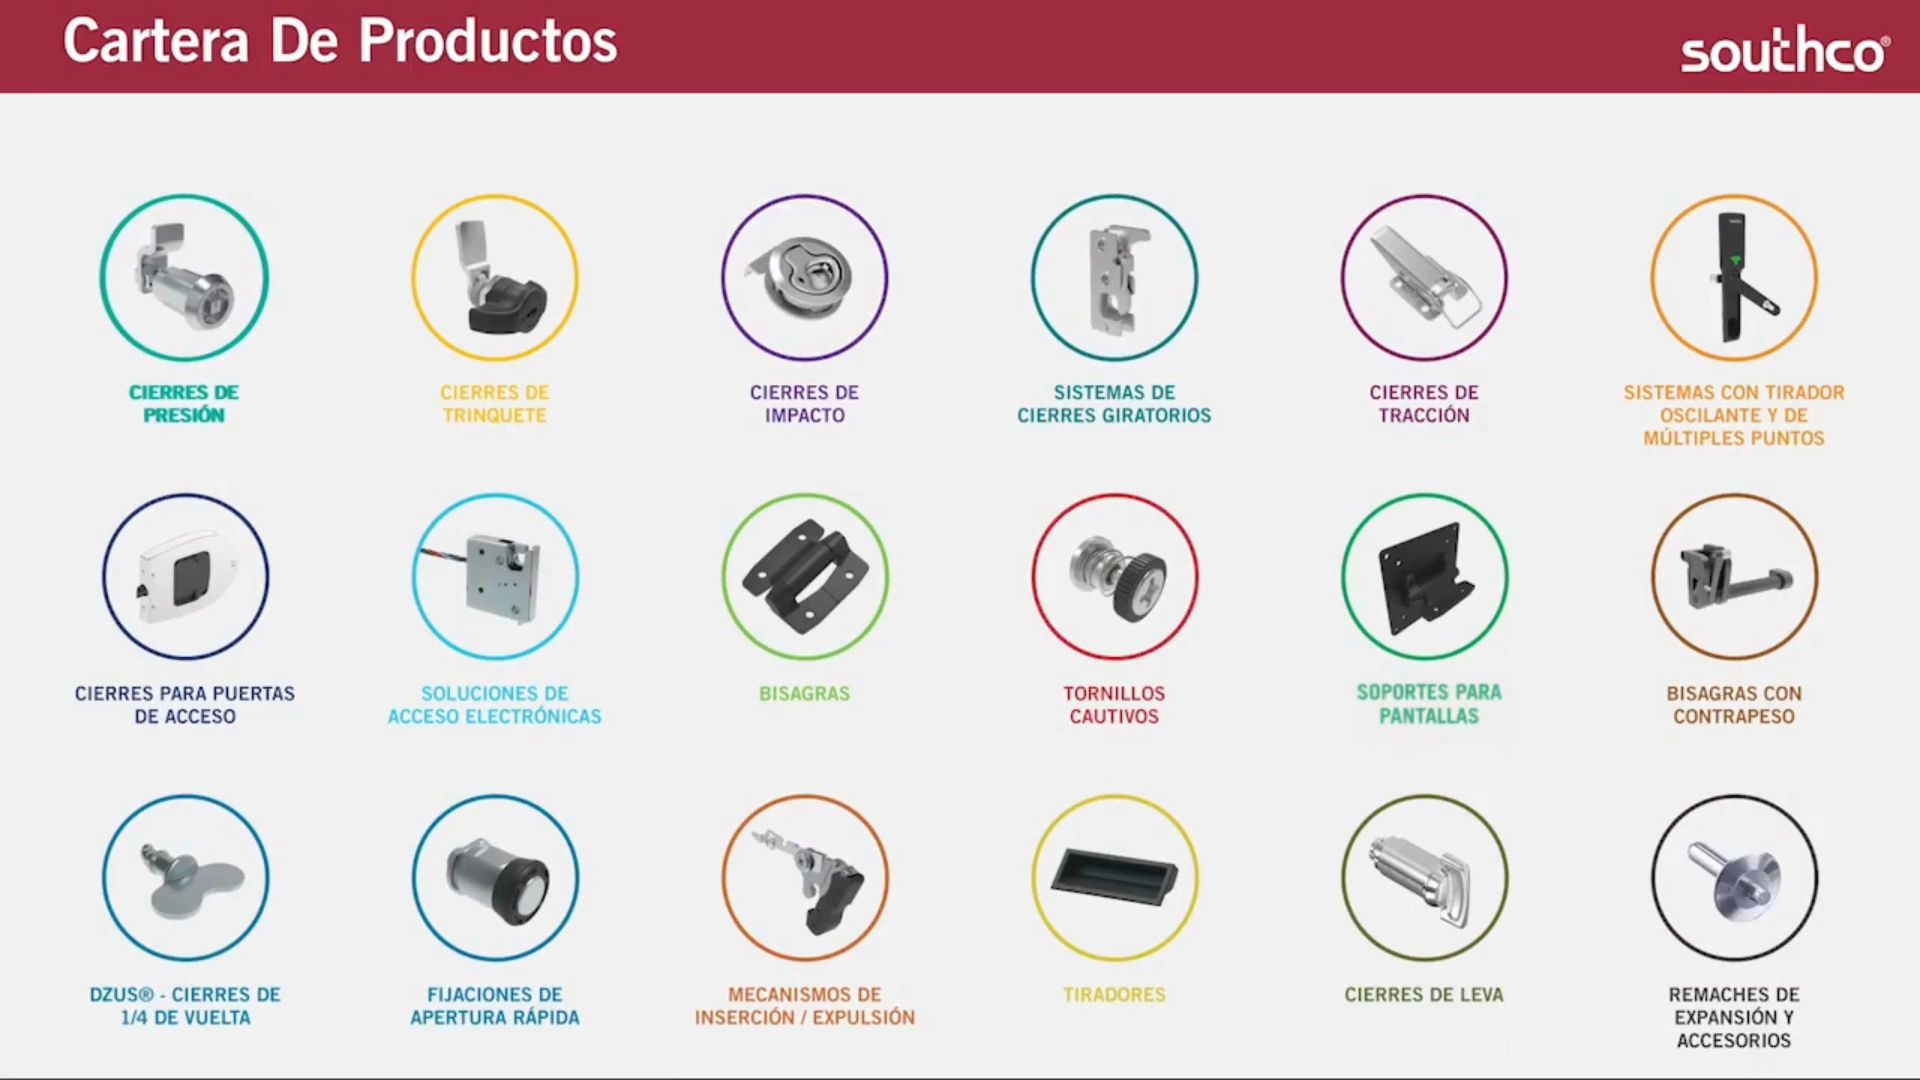 Cartera De Productos
southco®
CIERRES DE
PRESIÓN
CIERRES DE
TRINQUETE
CIERRES DE
IMPACTO
SISTEMAS DE
CIERRES GIRATORIOS
CIERRES DE
TRACCIÓN
SISTEMAS CON TIRADOR
OSCILANTE Y DE
MÚLTIPLES PUNTOS
CIERRES PARA PUERTAS
DE ACCESO
SOLUCIONES DE
ACCESO ELECTRÓNICAS
BISAGRAS
TORNILLOS
CAUTIVOS
SOPORTES PARA
PANTALLAS
BISAGRAS CON
CONTRAPESO
DZUS® - CIERRES DE
1/4 DE VUELTA
FIJACIONES DE
APERTURA RÁPIDA
MECANISMOS DE
INSERCIÓN / EXPULSIÓN
TIRADORES
CIERRES DE LEVA
REMACHES DE
EXPANSIÓN Y
ACCESORIOS